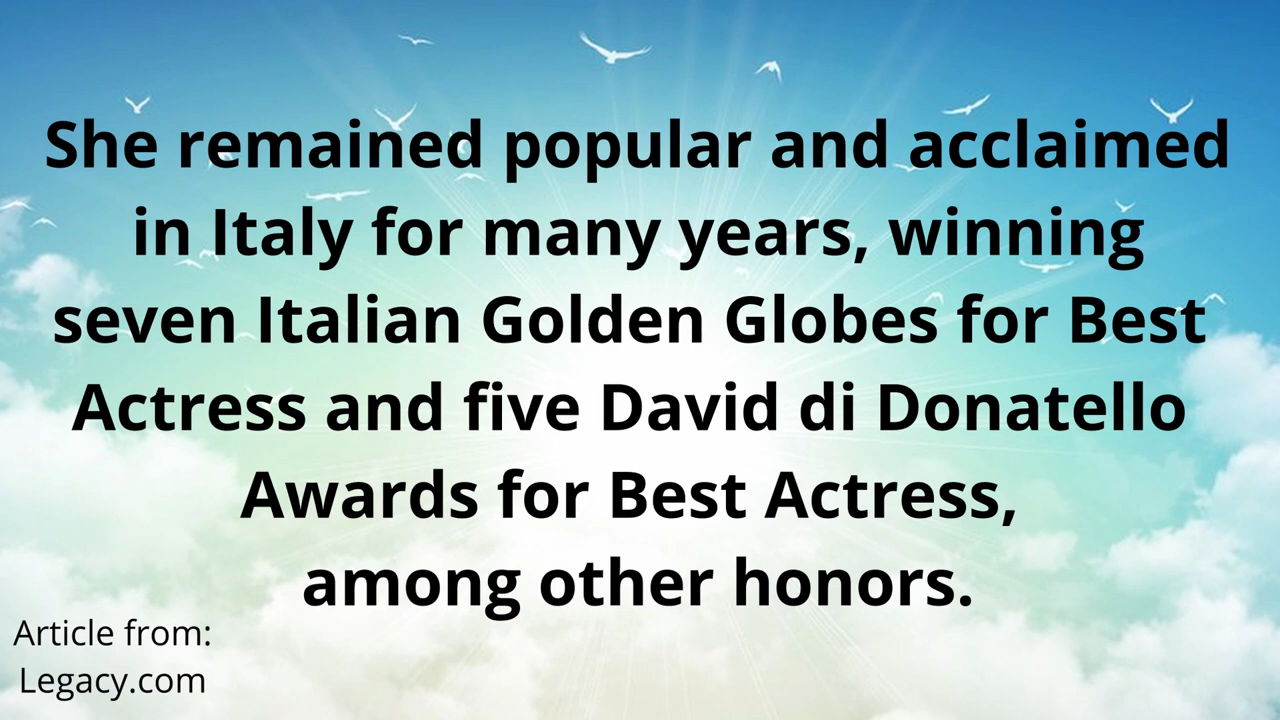 She remained popular and acclaimed
in Italy for many years, winning
seven Italian Golden Globes for Best
Actress and five David di Donatello
Awards for Best Actress,
among other honors.
Article from:
Legacy.com